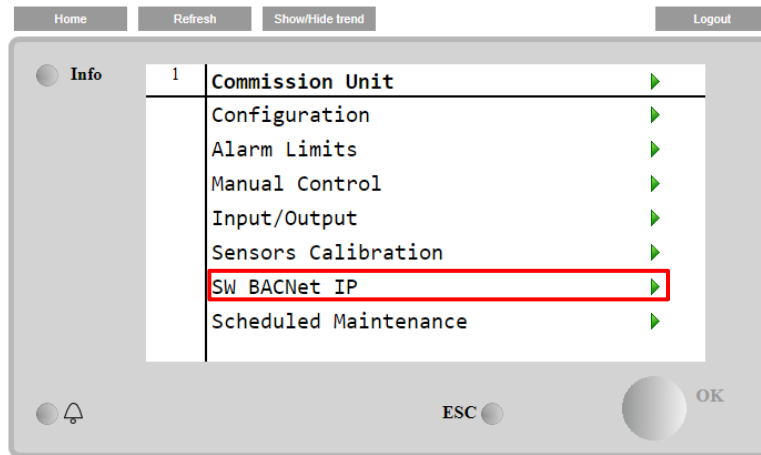 Home Refresh Show/Hide trend Logout
Info
1 Commission Unit
Configuration
Alarm Limits
Manual Control
Input/Output
Sensors Calibration
SW BACNet IP
Scheduled Maintenance
ESC OK